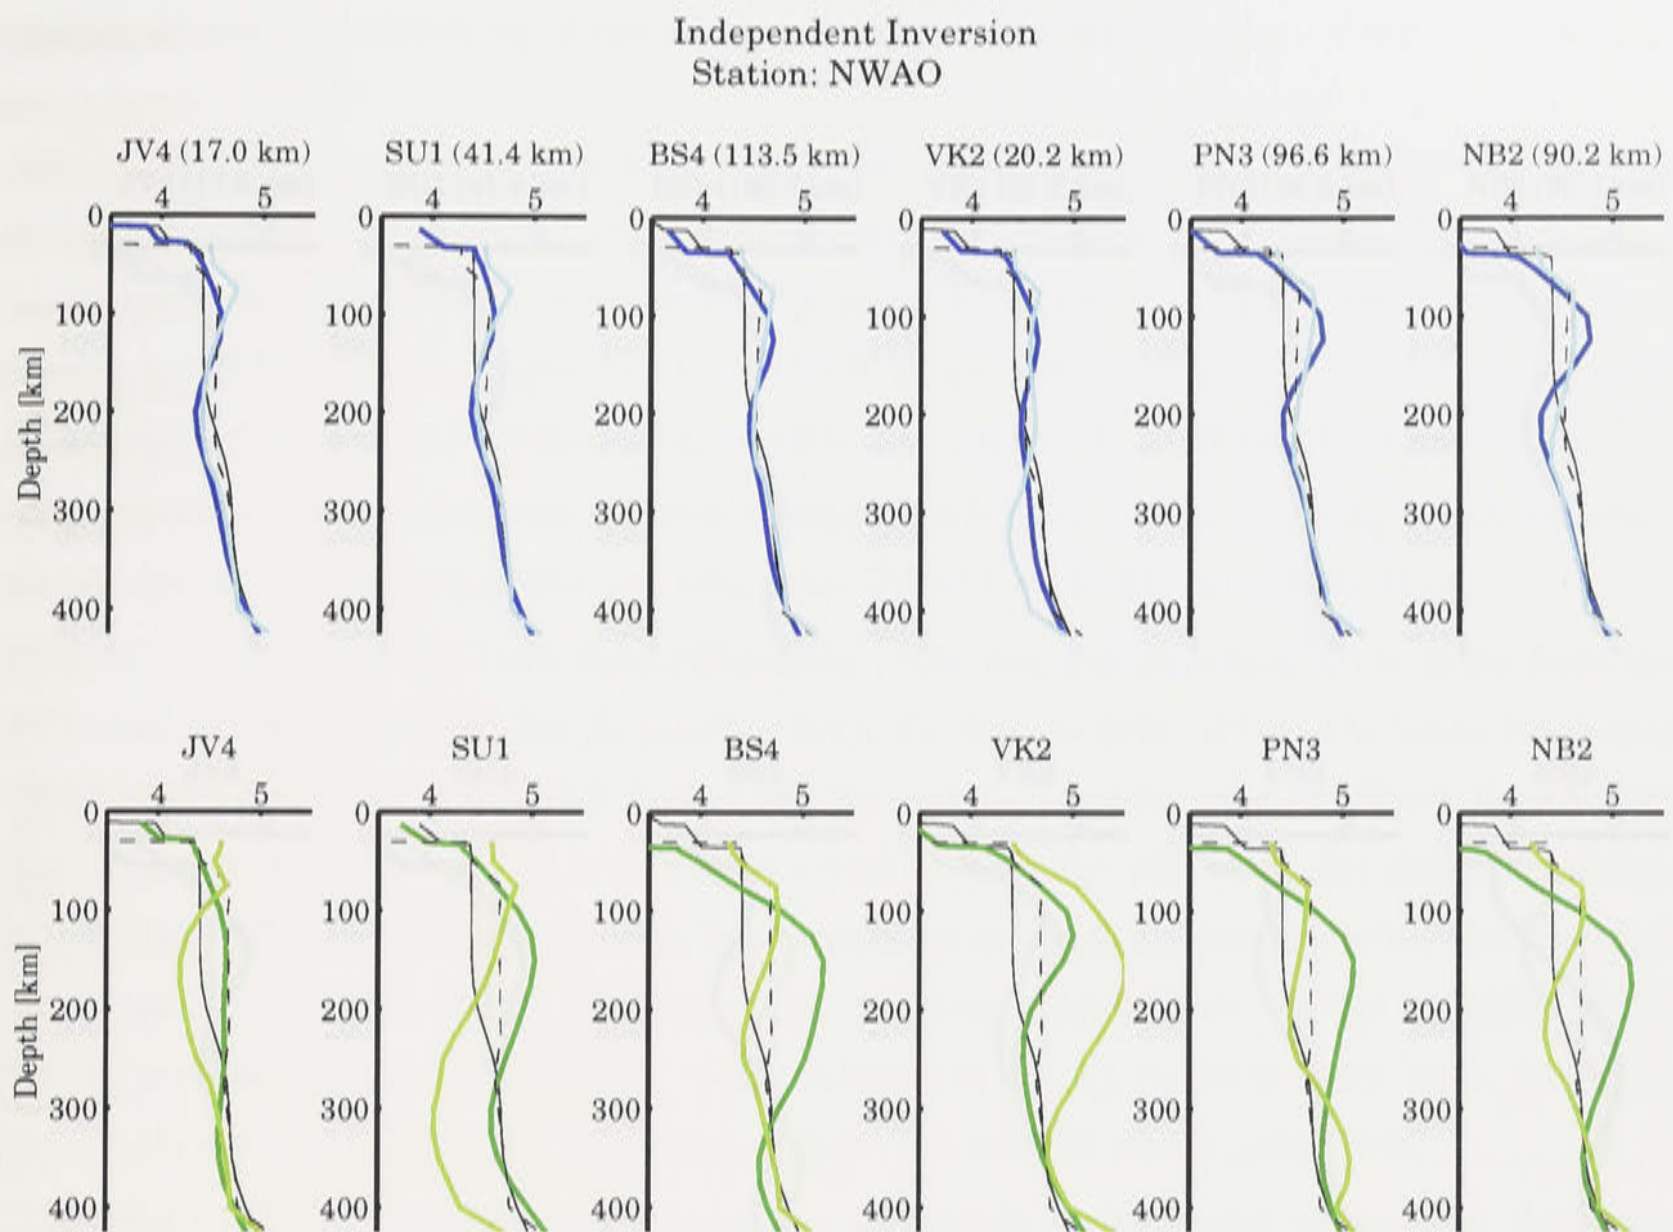 Independent Inversion
Station: NWAO
JV4 (17.0 km) SU1 (41.4 km) BS4 (113.5 km) VK2 (20.2 km) PN3 (96.6 km) NB2 (90.2 km)
4 5 4 5 4 5 4 5 4 5 4 5
0 0 0 0 0 0
100 100 100 100 100 100
200 200 200 200 200 200
300 300 300 300 300 300
400 400 400 400 400 400
Depth [km]
JV4 SU1 BS4 VK2 PN3 NB2
4 5 4 5 4 5 4 5 4 5 4 5
0 0 0 0 0 0
100 100 100 100 100 100
200 200 200 200 200 200
300 300 300 300 300 300
400 400 400 400 400 400
Depth [km]